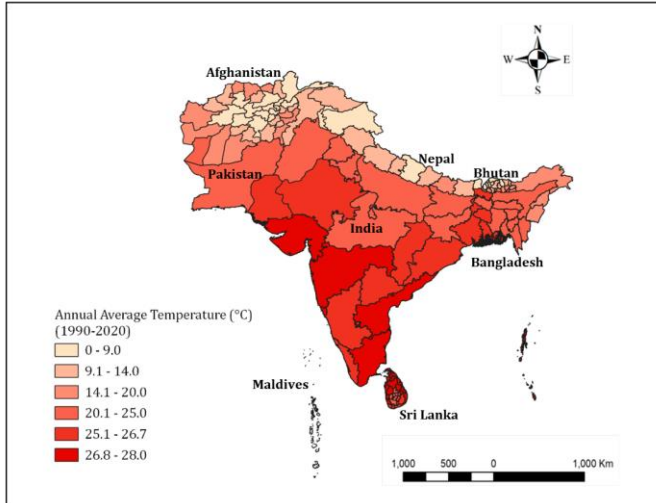 N
W E
S
Afghanistan
Nepal
Bhutan
Pakistan
India
Bangladesh
Annual Average Temperature (°C)
(1990-2020)
0 - 9.0
9.1 - 14.0
14.1 - 20.0
20.1 - 25.0
25.1 - 26.7
26.8 - 28.0
Maldives
Sri Lanka
1,000 500 0 1,000 Km